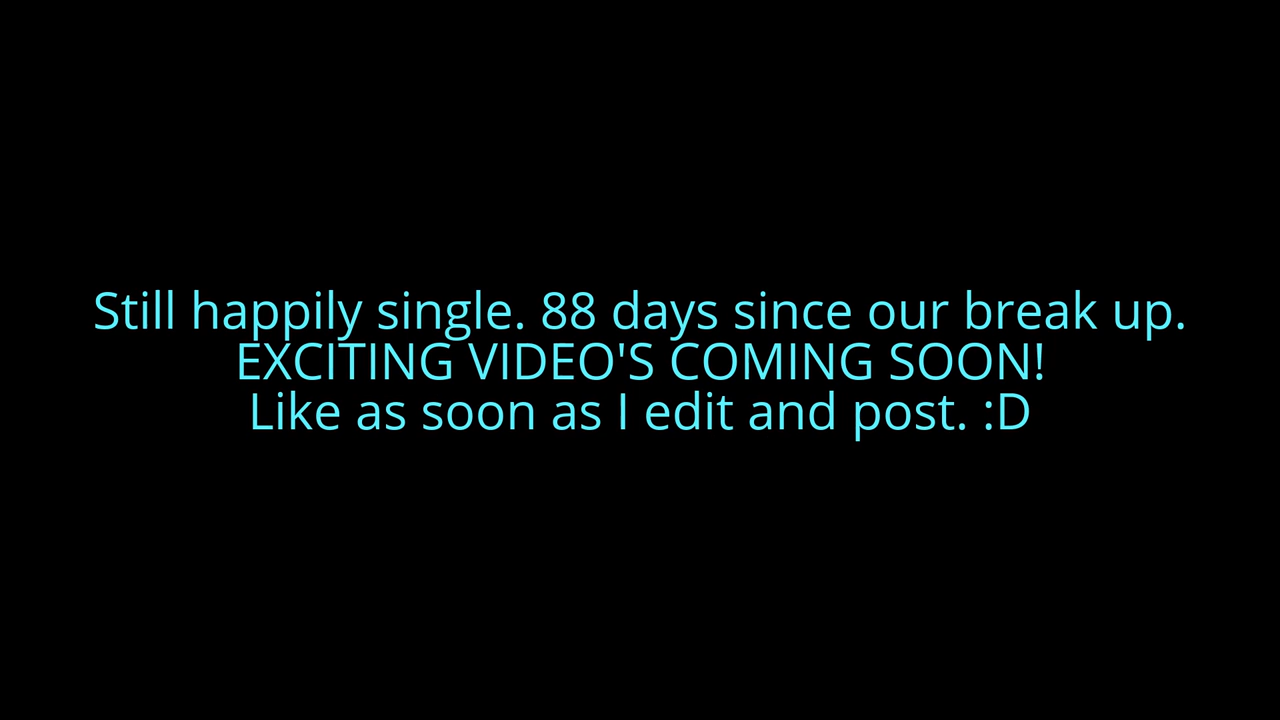 Still happily single. 88 days since our break up.
EXCITING VIDEO'S COMING SOON!
Like as soon as I edit and post. :D